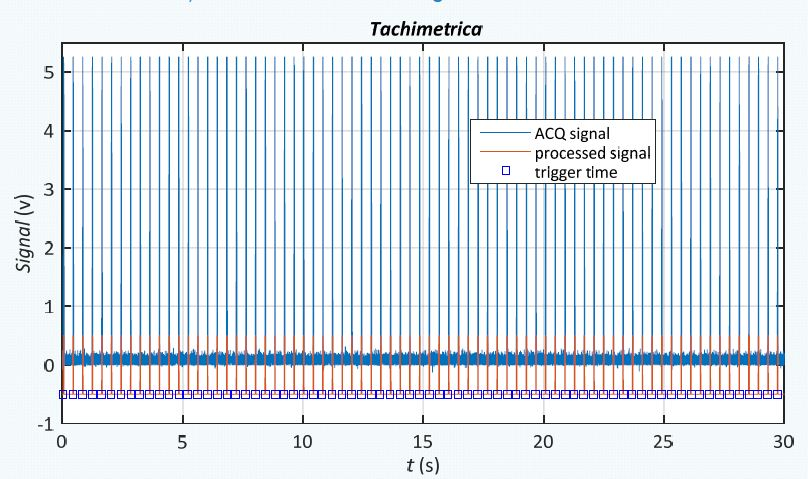 Tachimetrica
5
4
3
2
1
0
-1
Signal (v)
ACQ signal
processed signal
trigger time
0 5 10 15 20 25 30
t (s)